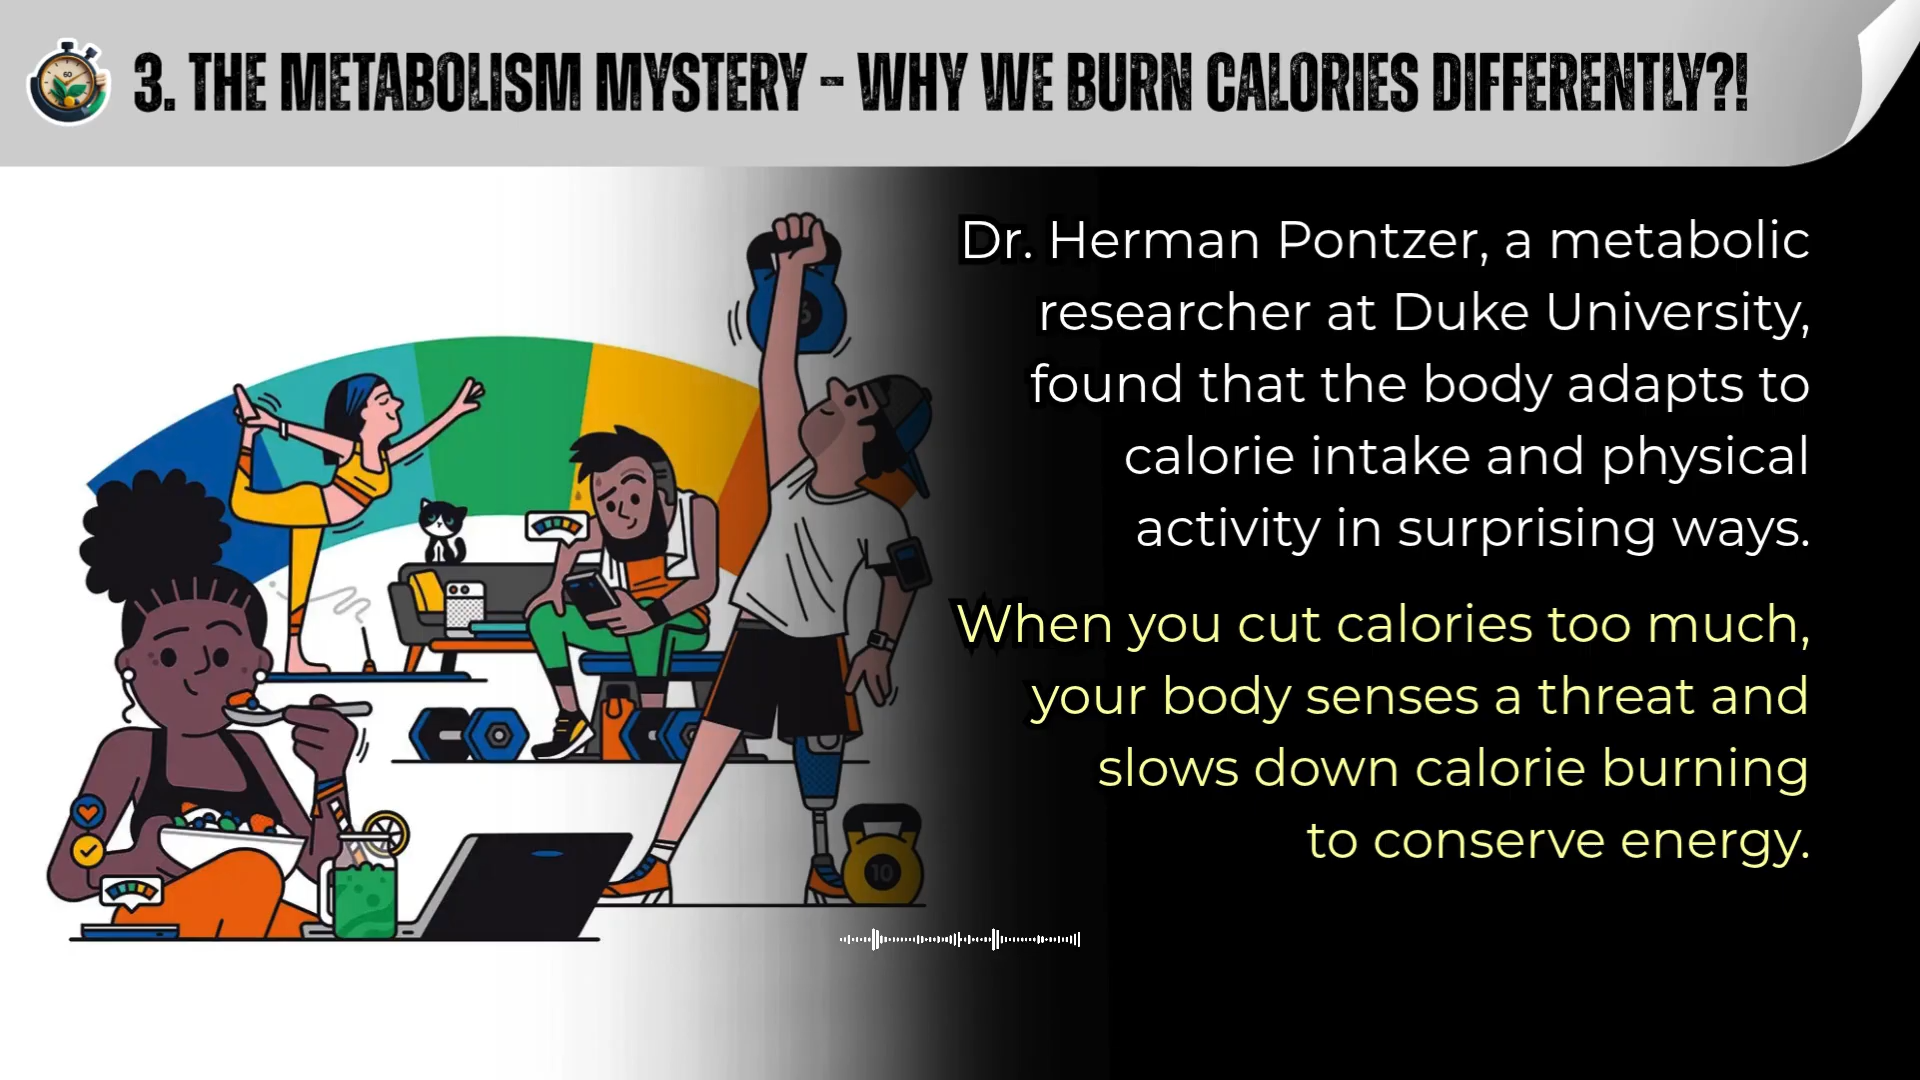 60
3. THE METABOLISM MYSTERY - WHY WE BURN CALORIES DIFFERENTLY?!
Dr. Herman Pontzer, a metabolic
researcher at Duke University,
found that the body adapts to
calorie intake and physical
activity in surprising ways.
When you cut calories too much,
your body senses a threat and
slows down calorie burning
to conserve energy.
10